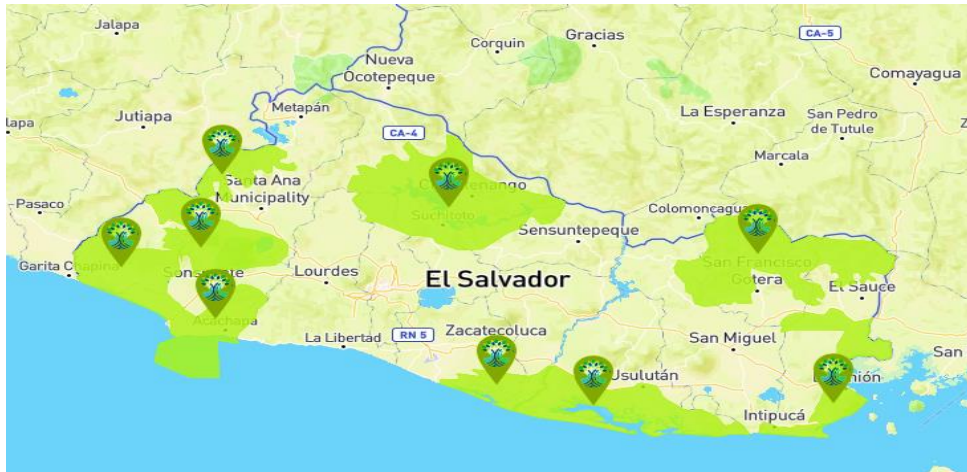 Jalapa
Corquin
Gracias
CA-5
Nueva
Ocotepeque
Comayagua
Metapán
Jutiapa
La Esperanza
San Pedro
de Tutule
CA-4
Marcala
Santa Ana
Municipality
Pasaco
Suchitoto
Colomoncagua
Sensuntepeque
Garita Chapina
Lourdes
El Salvador
San Francisco
Gotera
El Sauce
Acachapa
La Libertad
RN 5
Zacatecoluca
San Miguel
San
Usulután
Intipucá